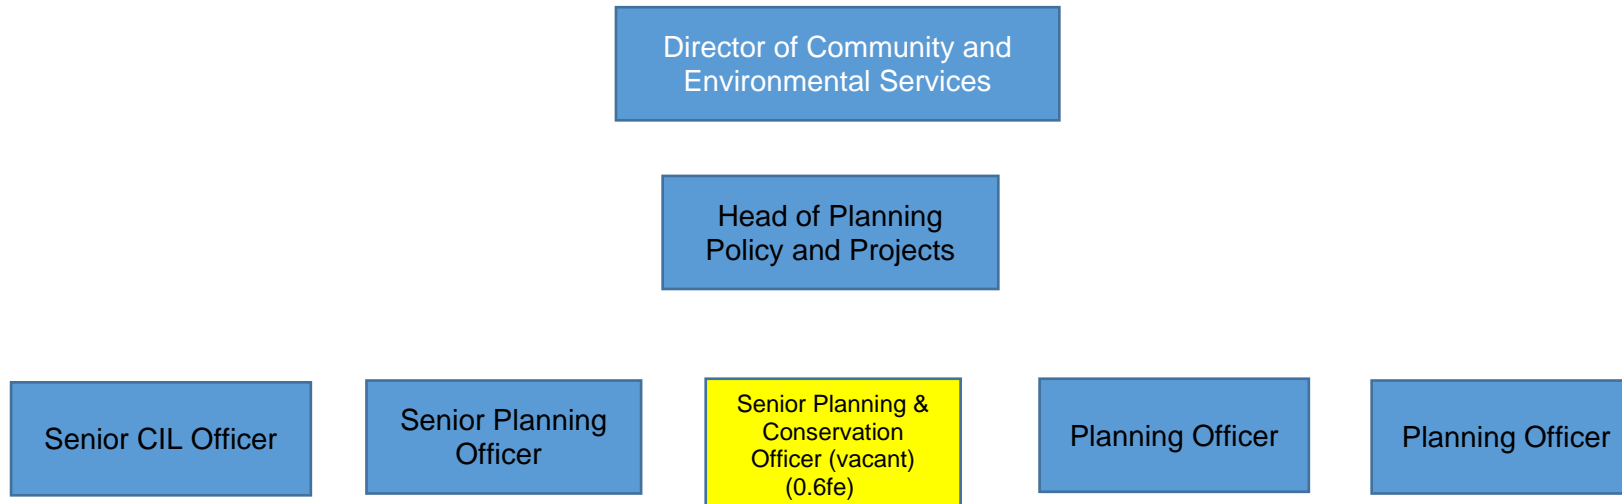 Director of Community and
Environmental Services
Head of Planning
Policy and Projects
Senior CIL Officer
Senior Planning
Officer
Senior Planning &
Conservation
Officer (vacant)
(0.6fe)
Planning Officer
Planning Officer